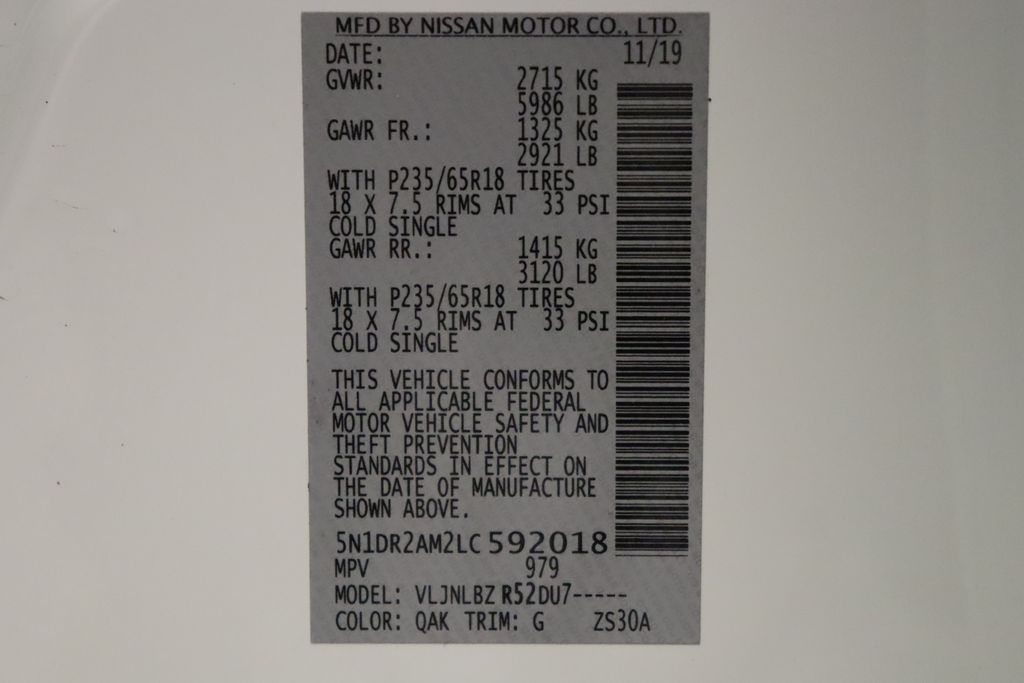 MFD BY NISSAN MOTOR CO., LTD.
DATE: 11/19
GVWR: 2715 KG
5986 LB
GAWR FR.: 1325 KG
2921 LB
WITH P235/65R18 TIRES
18 X 7.5 RIMS AT 33 PSI
COLD SINGLE
GAWR RR.: 1415 KG
3120 LB
WITH P235/65R18 TIRES
18 X 7.5 RIMS AT 33 PSI
COLD SINGLE
THIS VEHICLE CONFORMS TO
ALL APPLICABLE FEDERAL
MOTOR VEHICLE SAFETY AND
THEFT PREVENTION
STANDARDS IN EFFECT ON
THE DATE OF MANUFACTURE
SHOWN ABOVE.
5N1DR2AM2LC592018
MPV 979
MODEL: VLJNLBZ R52DU7-----
COLOR: QAK TRIM: G ZS30A